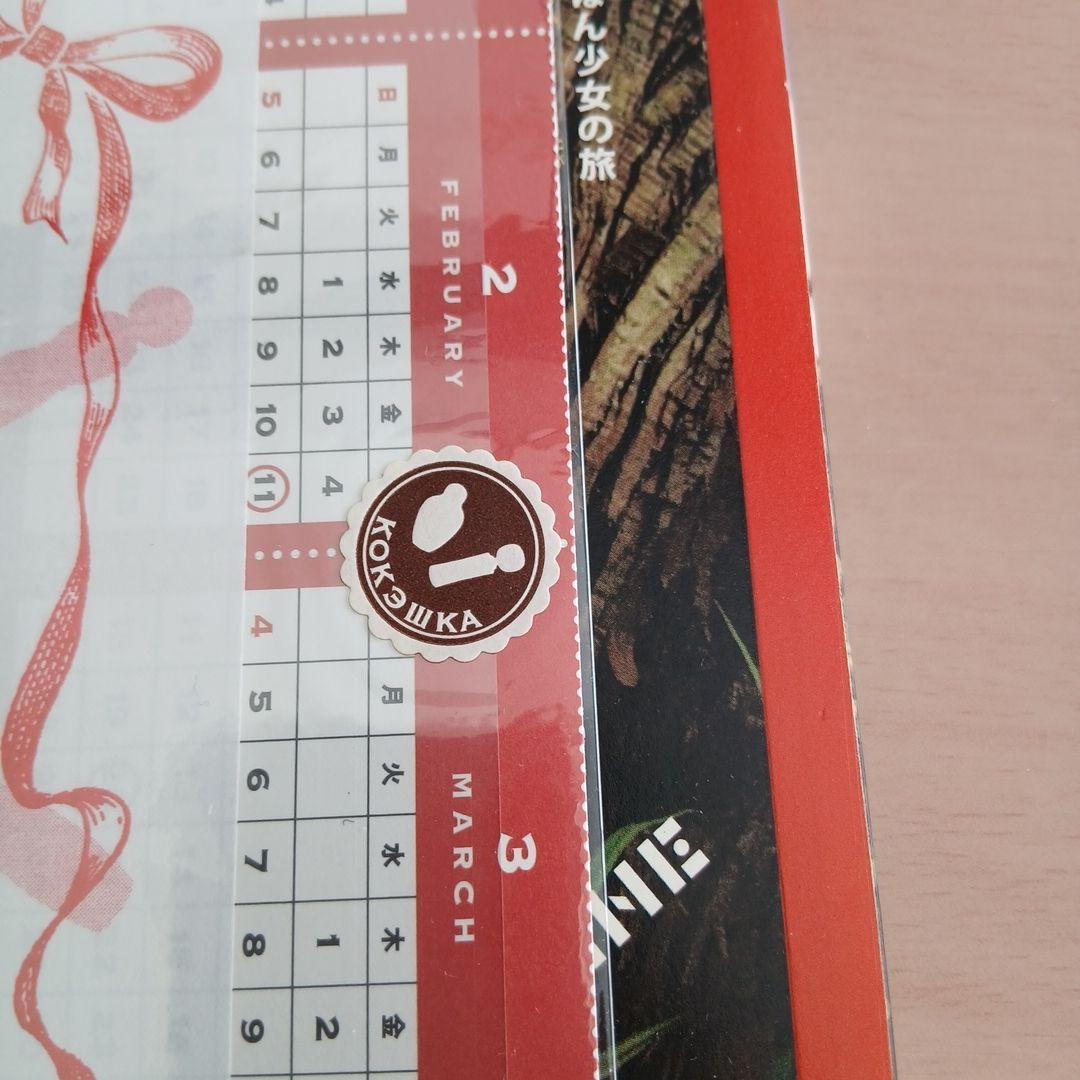 ん少女の旅
2
FEBRUARY
日 月 火 水 木 金
1 2 3 4
5 6 7 8 9 10 11
КОКЭШКА
3
MARCH
月 火 水 木 金
1 2
4 5 6 7 8 9